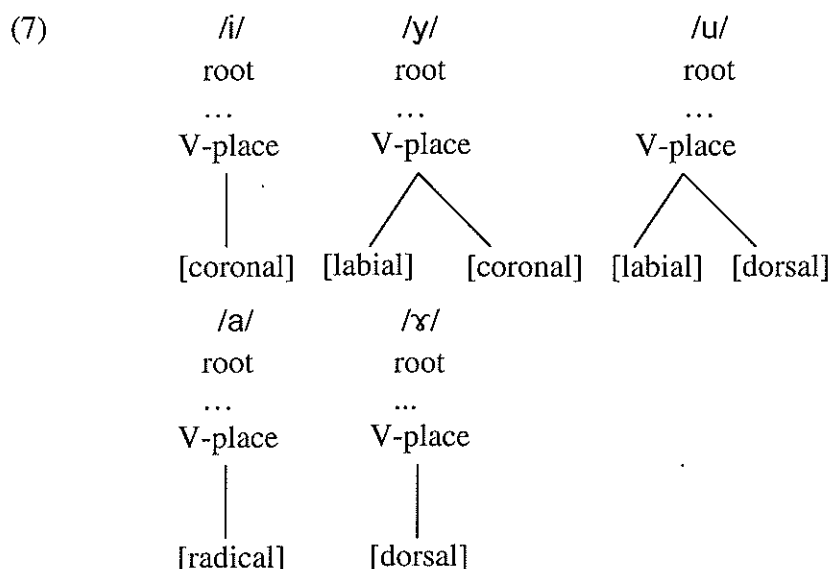 (7) /i/ /y/ /u/
root root root
... ... ...
V-place V-place V-place
[coronal] [labial] [coronal] [labial] [dorsal]
/a/ /ɤ/
root root
... ...
V-place V-place
[radical] [dorsal]